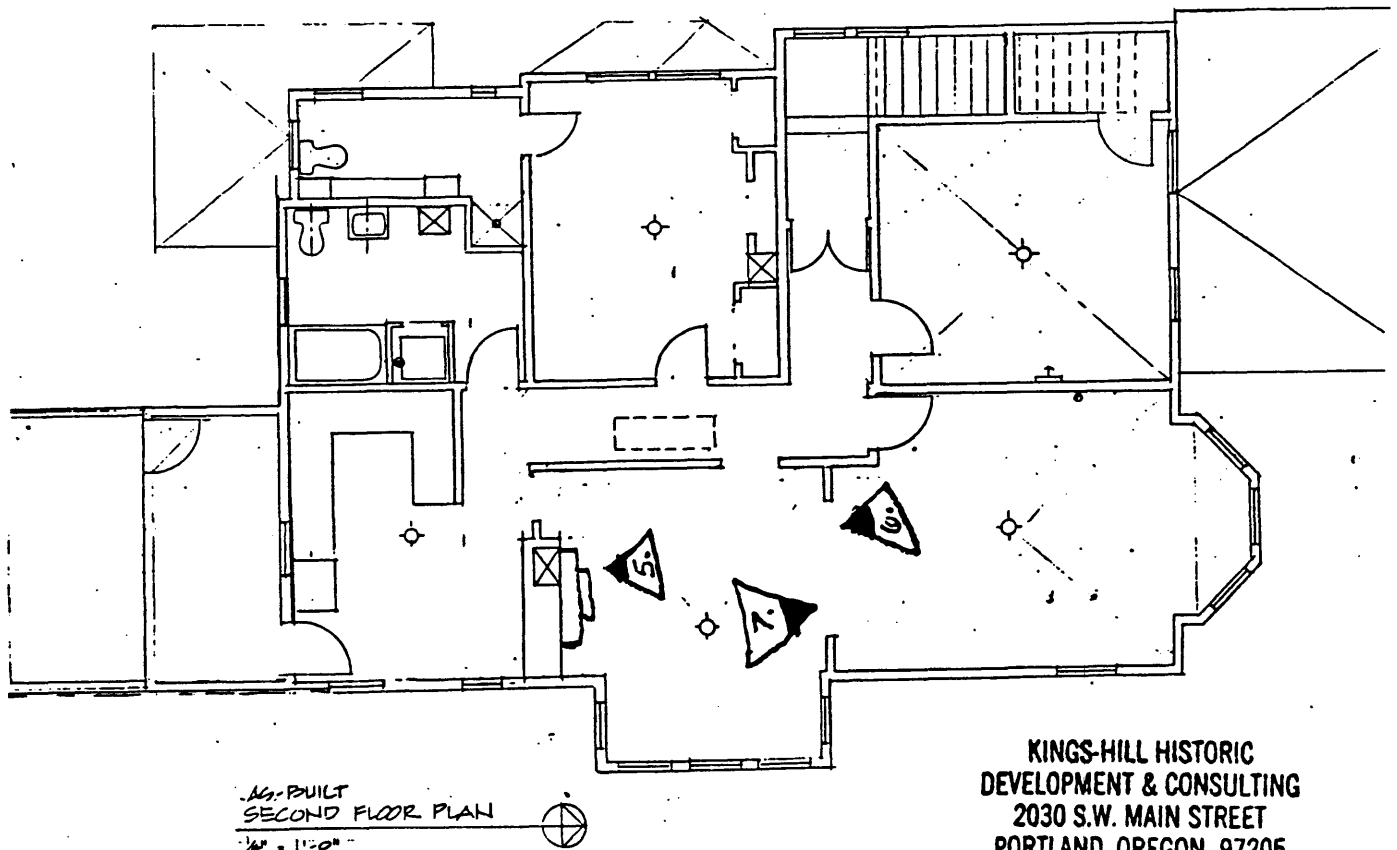 5.
6.
7.
AS-BUILT
SECOND FLOOR PLAN
KINGS-HILL HISTORIC
DEVELOPMENT & CONSULTING
2030 S.W. MAIN STREET
PORTLAND, OREGON 97205